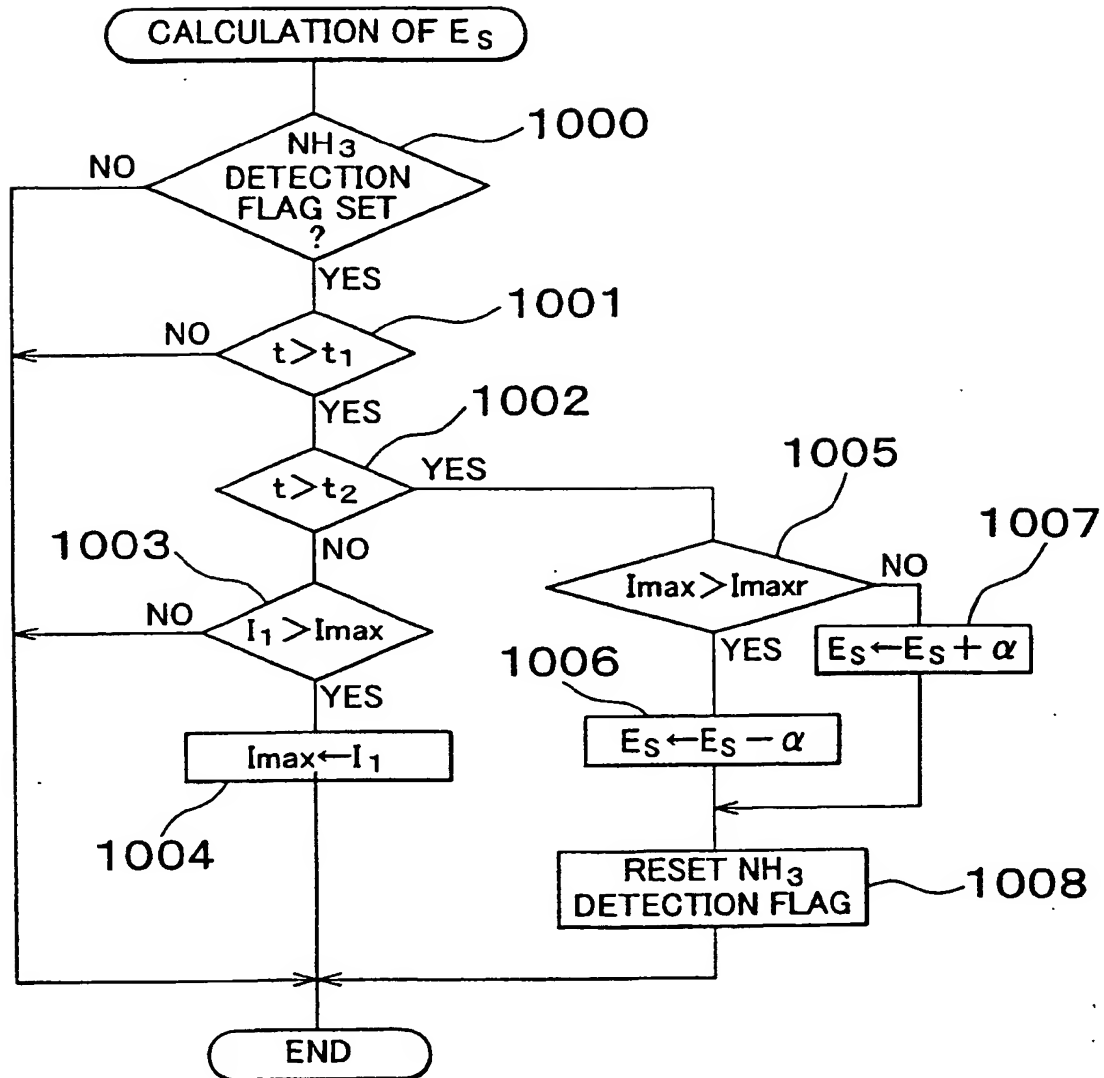 CALCULATION OF ES
1000
NH3
DETECTION
FLAG SET
?
NO
YES
1001
NO
t>t1
YES
1002
t>t2
YES
NO
1003
NO
I1>Imax
YES
Imax←I1
1004
1005
Imax>Imaxr
NO
YES
1007
ES←ES+α
1006
ES←ES−α
RESET NH3
DETECTION FLAG
1008
END